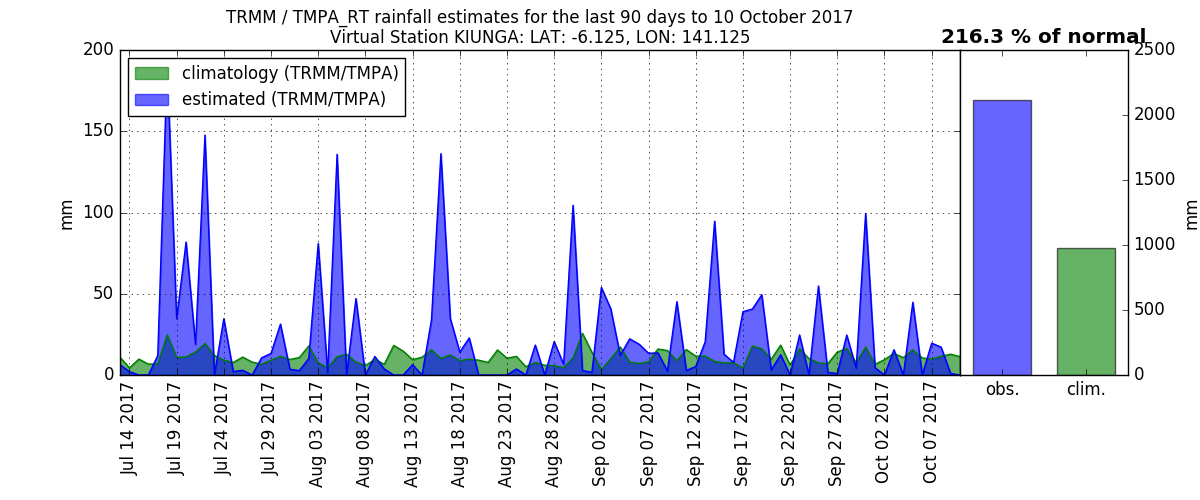 TRMM / TMPA_RT rainfall estimates for the last 90 days to 10 October 2017
Virtual Station KIUNGA: LAT: -6.125, LON: 141.125
216.3 % of normal
climatology (TRMM/TMPA)
estimated (TRMM/TMPA)
mm
200
150
100
50
0
Jul 14 2017
Jul 19 2017
Jul 24 2017
Jul 29 2017
Aug 03 2017
Aug 08 2017
Aug 13 2017
Aug 18 2017
Aug 23 2017
Aug 28 2017
Sep 02 2017
Sep 07 2017
Sep 12 2017
Sep 17 2017
Sep 22 2017
Sep 27 2017
Oct 02 2017
Oct 07 2017
obs.
clim.
2500
2000
1500
1000
500
0
mm